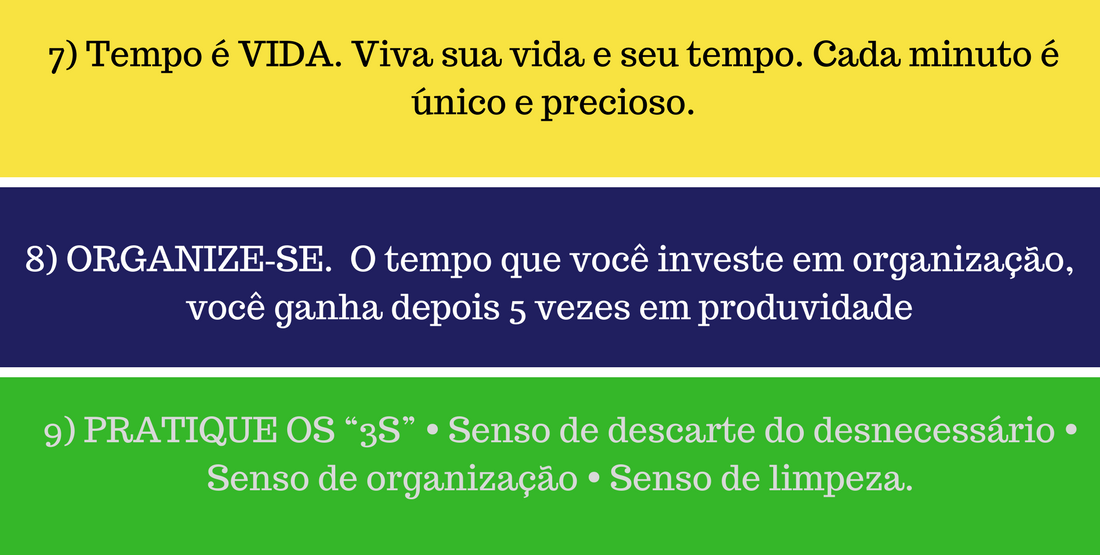 7) Tempo é VIDA. Viva sua vida e seu tempo. Cada minuto é
único e precioso.
8) ORGANIZE-SE.  O tempo que você investe em organização,
você ganha depois 5 vezes em produvidade
9) PRATIQUE OS “3S” • Senso de descarte do desnecessário •
Senso de organização • Senso de limpeza.